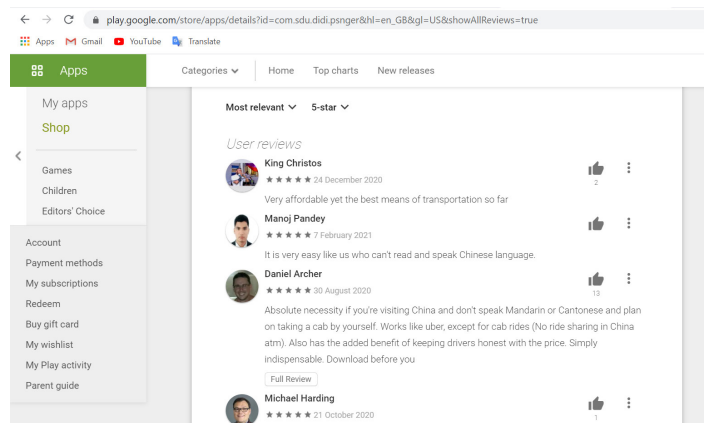 play.google.com/store/apps/details?id=com.sdu.didi.psnger&hl=en_GB&gl=US&showAllReviews=true
Apps Gmail YouTube Translate
Apps Categories Home Top charts New releases
My apps
Shop
Games
Children
Editors' Choice
Account
Payment methods
My subscriptions
Redeem
Buy gift card
My wishlist
My Play activity
Parent guide
Most relevant 5-star
User reviews
King Christos
24 December 2020
2
Very affordable yet the best means of transportation so far
Manoj Pandey
7 February 2021
It is very easy like us who can't read and speak Chinese language.
Daniel Archer
30 August 2020
13
Absolute necessity if you're visiting China and don't speak Mandarin or Cantonese and plan
on taking a cab by yourself. Works like uber, except for cab rides (No ride sharing in China
atm). Also has the added benefit of keeping drivers honest with the price. Simply
indispensable. Download before you
Full Review
Michael Harding
21 October 2020
1